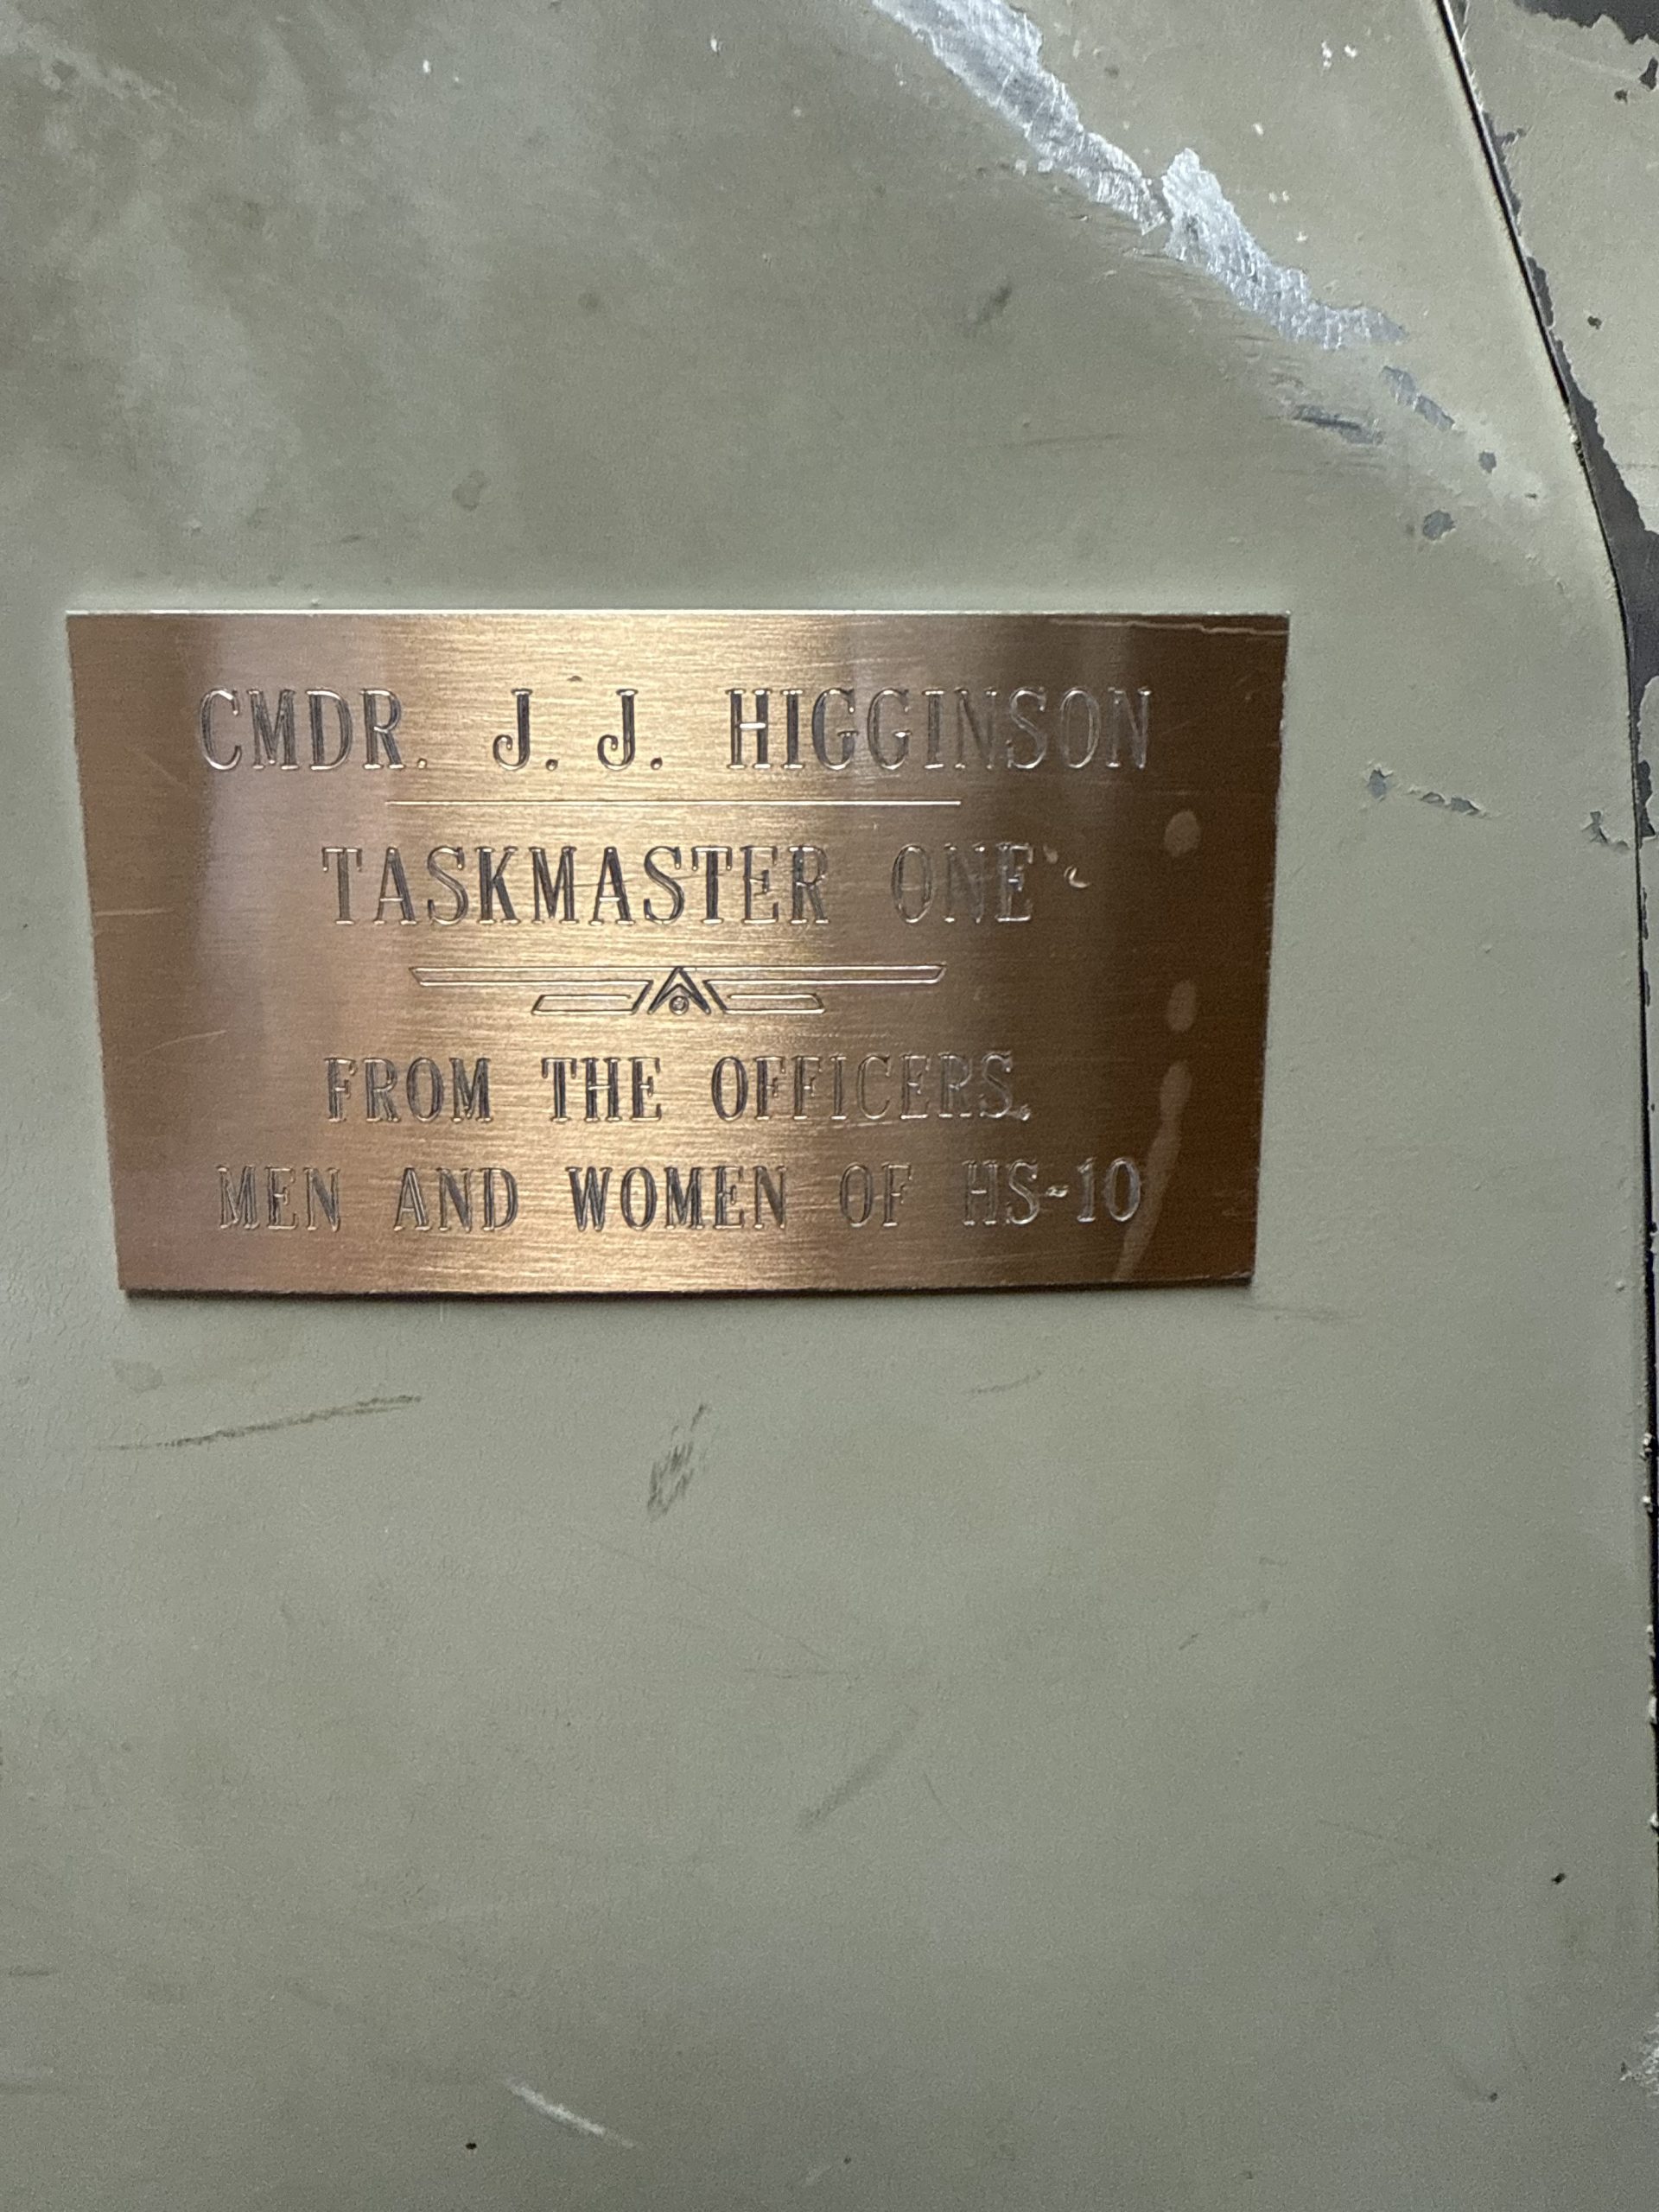 CMDR. J. J. HIGGINSON
TASKMASTER ONE
FROM THE OFFICERS,
MEN AND WOMEN OF HS-10